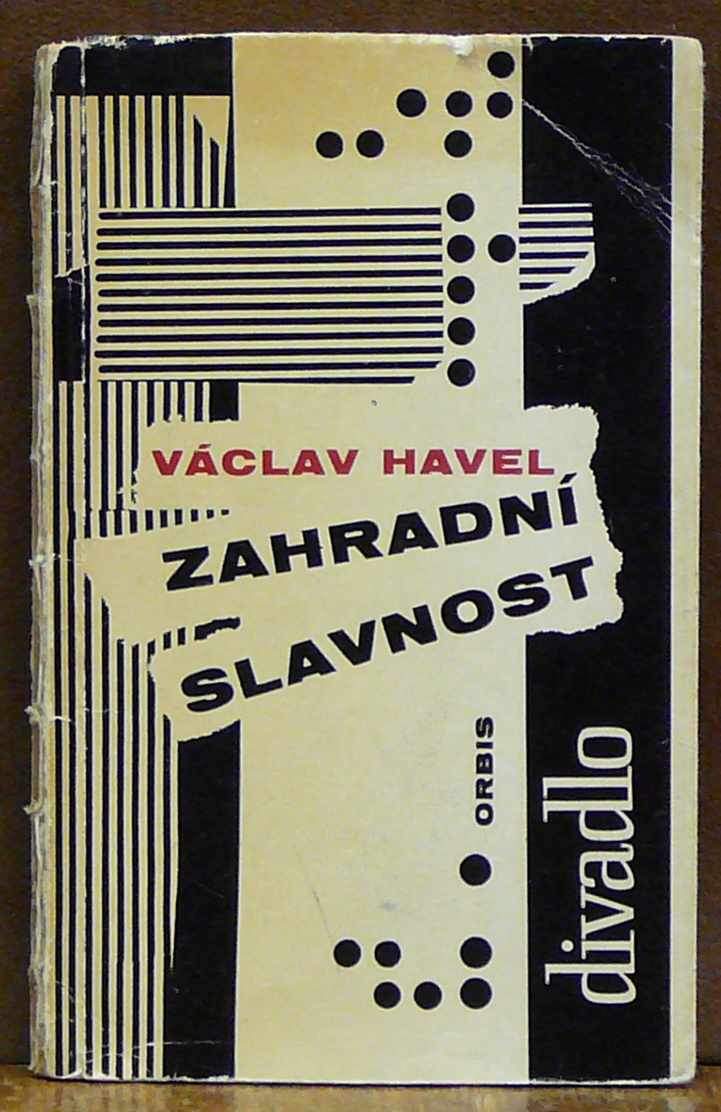 VÁCLAV HAVEL
ZAHRADNÍ
SLAVNOST
ORBIS
divadlo